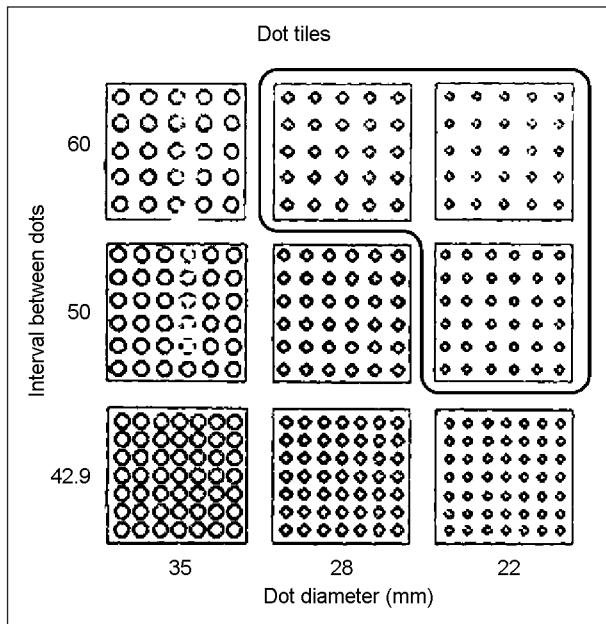 Dot tiles
60
Interval between dots
50
42.9
35 28 22
Dot diameter (mm)